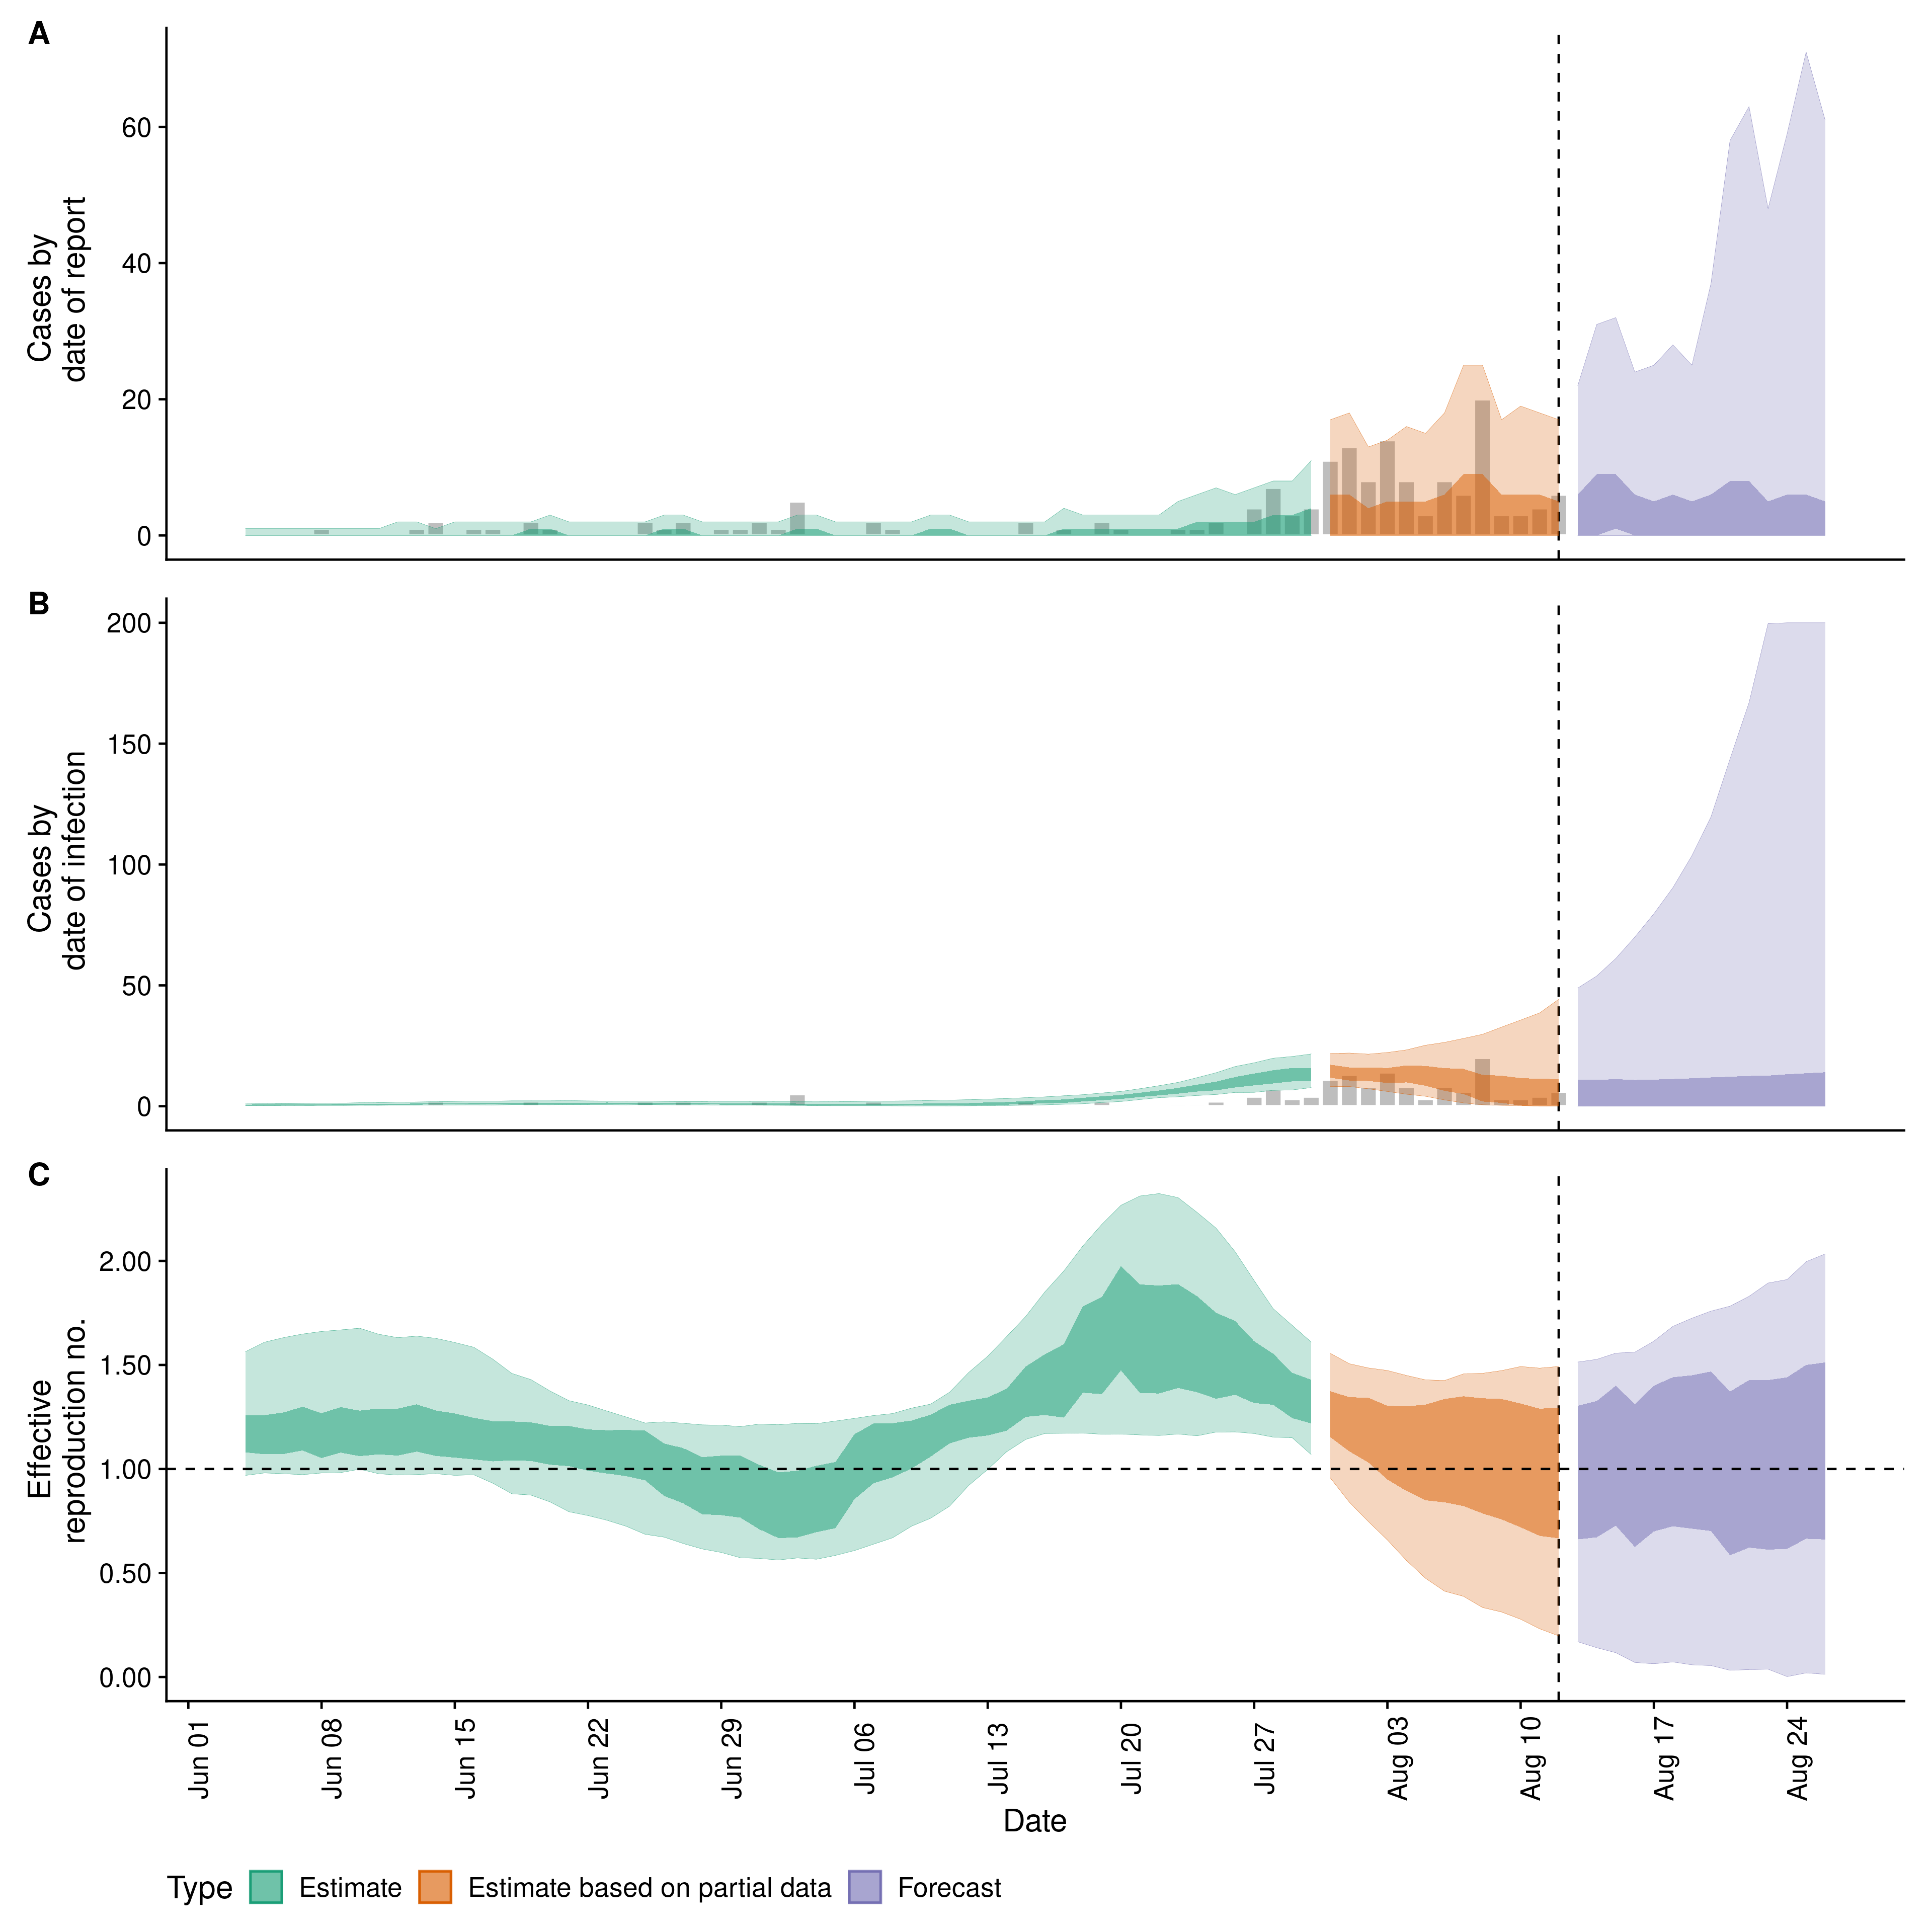 A
Cases by
date of report
60
40
20
0
B
Cases by
date of infection
200
150
100
50
0
C
Effective
reproduction no.
2.00
1.50
1.00
0.50
0.00
Jun 01
Jun 08
Jun 15
Jun 22
Jun 29
Jul 06
Jul 13
Jul 20
Jul 27
Aug 03
Aug 10
Aug 17
Aug 24
Date
Type Estimate Estimate based on partial data Forecast